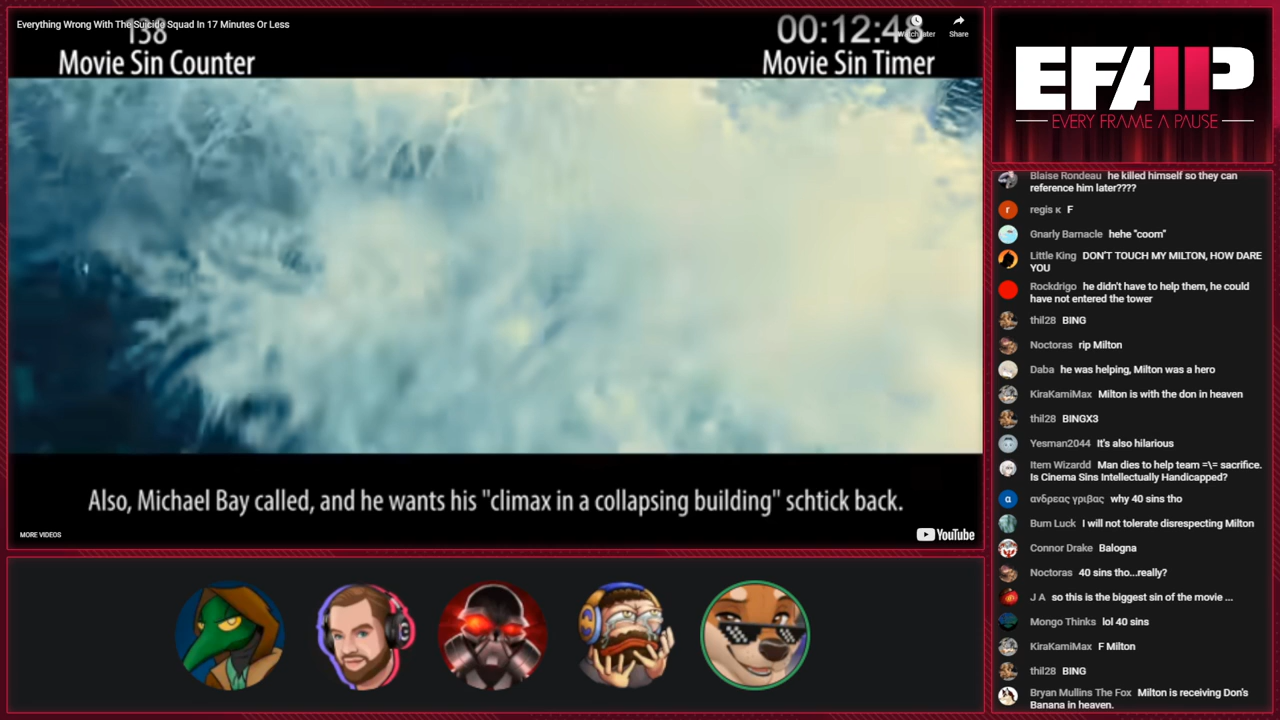 Everything Wrong With The Suicide Squad In 17 Minutes Or Less
138
Movie Sin Counter
00:12:48
Movie Sin Timer
Watch later
Share
Also, Michael Bay called, and he wants his "climax in a collapsing building" schtick back.
MORE VIDEOS
YouTube
EFAP
EVERY FRAME A PAUSE
Blaise Rondeau he killed himself so they can
reference him later????
r
regis κ F
Gnarly Barnacle hehe "coom"
Little King DON'T TOUCH MY MILTON, HOW DARE
YOU
Rockdrigo he didn't have to help them, he could
have not entered the tower
thil28 BING
Noctoras rip Milton
Daba he was helping, Milton was a hero
KiraKamiMax Milton is with the don in heaven
thil28 BINGX3
Yesman2044 It's also hilarious
Item Wizardd Man dies to help team =\= sacrifice.
Is Cinema Sins Intellectually Handicapped?
α
ανδρεας γριβας why 40 sins tho
Bum Luck I will not tolerate disrespecting Milton
Connor Drake Balogna
Noctoras 40 sins tho...really?
J A so this is the biggest sin of the movie ...
Mongo Thinks lol 40 sins
KiraKamiMax F Milton
thil28 BING
Bryan Mullins The Fox Milton is receiving Don's
Banana in heaven.